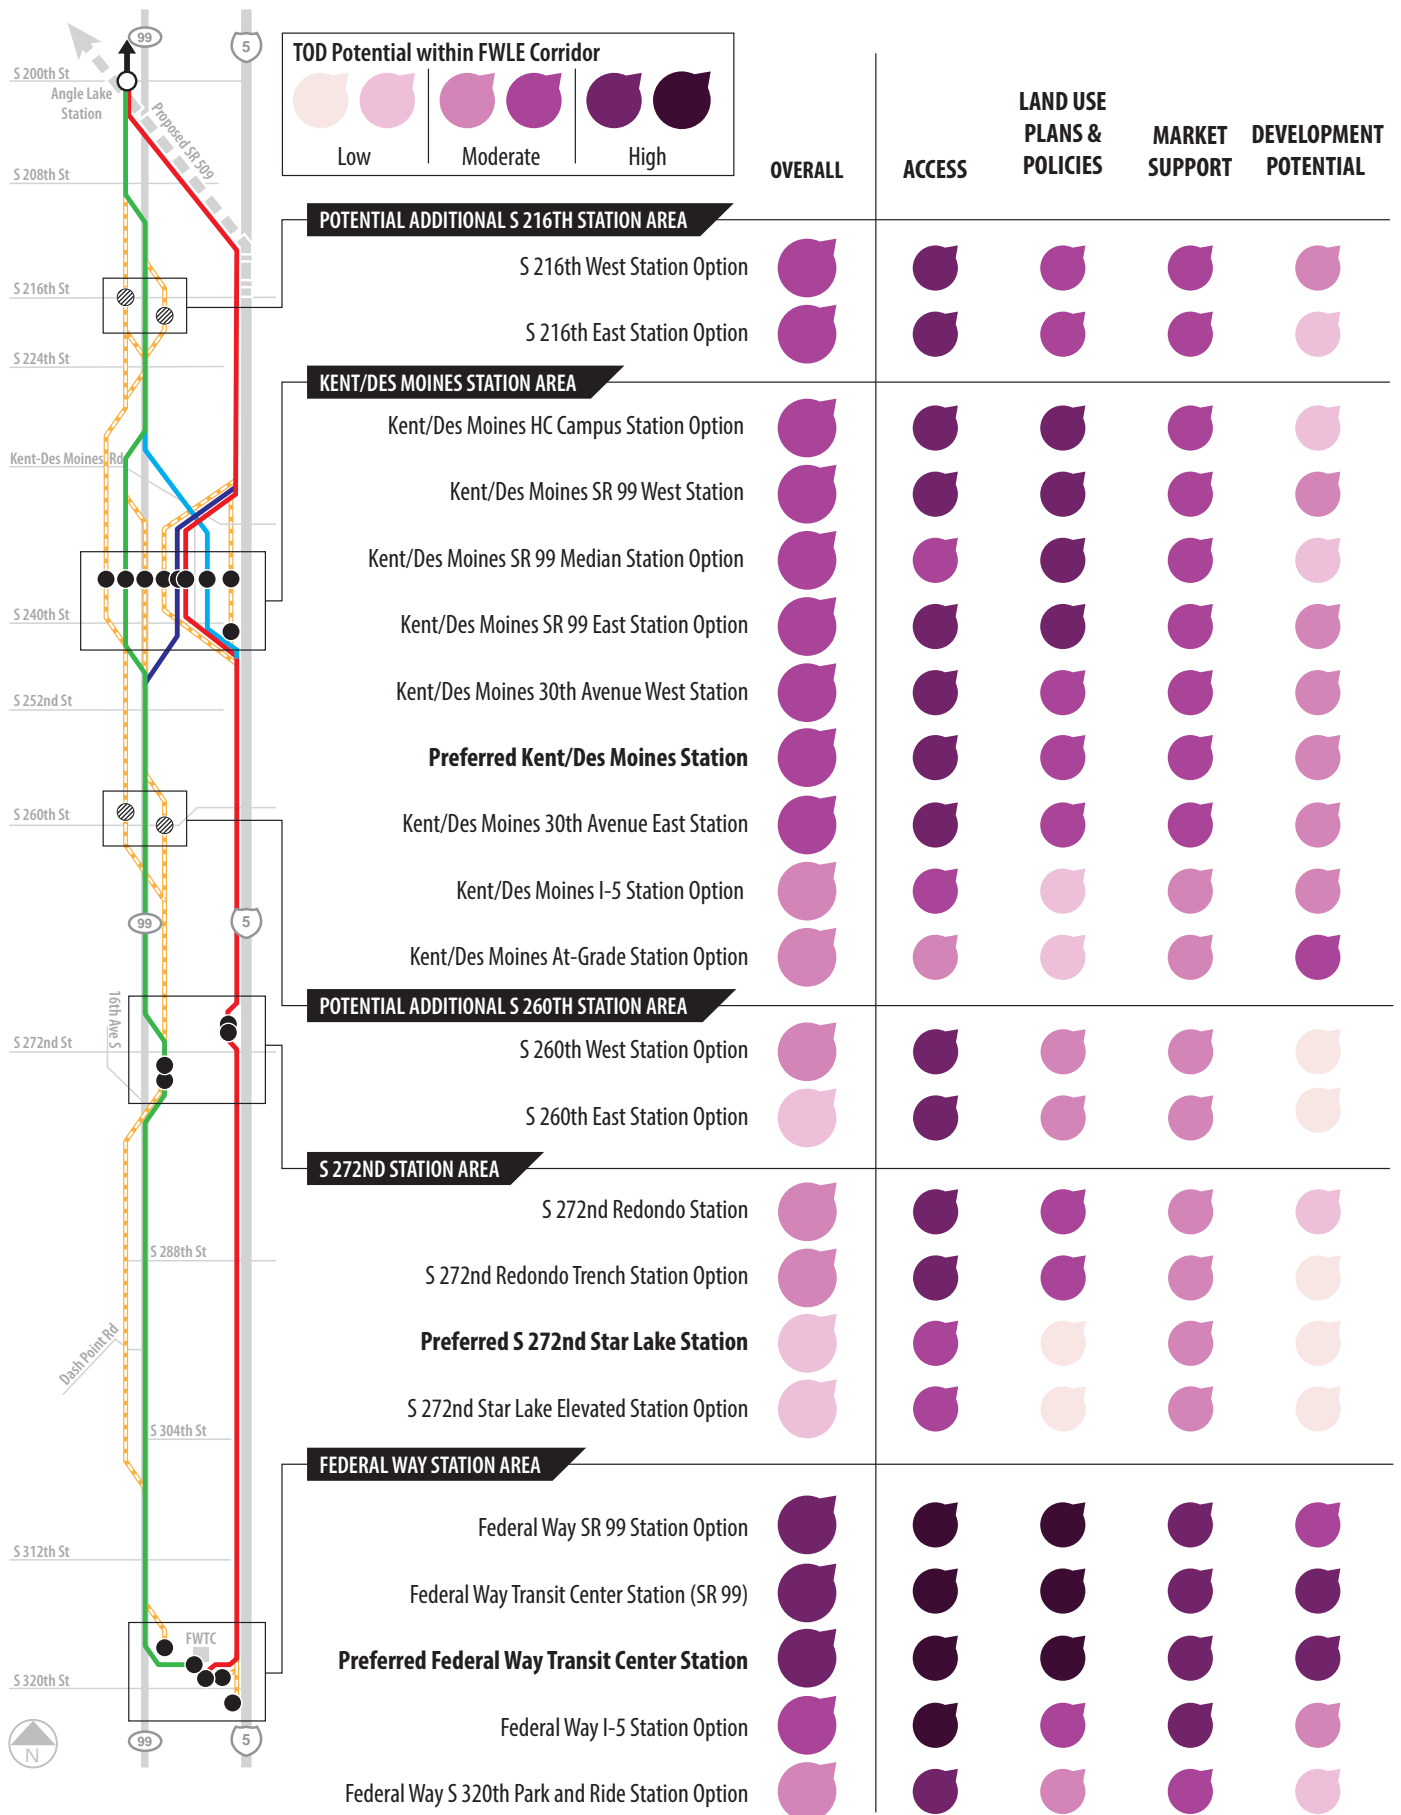 99
5
S 200th St
Angle Lake
Station
Proposed SR 509
S 208th St
S 216th St
S 224th St
Kent-Des Moines Rd
S 240th St
S 252nd St
S 260th St
99
5
16th Ave S
S 272nd St
S 288th St
Dash Point Rd
S 304th St
S 312th St
FWTC
S 320th St
N
99
5
TOD Potential within FWLE Corridor
Low
Moderate
High
OVERALL
ACCESS
LAND USE
PLANS &
POLICIES
MARKET
SUPPORT
DEVELOPMENT
POTENTIAL
POTENTIAL ADDITIONAL S 216TH STATION AREA
S 216th West Station Option
S 216th East Station Option
KENT/DES MOINES STATION AREA
Kent/Des Moines HC Campus Station Option
Kent/Des Moines SR 99 West Station
Kent/Des Moines SR 99 Median Station Option
Kent/Des Moines SR 99 East Station Option
Kent/Des Moines 30th Avenue West Station
Preferred Kent/Des Moines Station
Kent/Des Moines 30th Avenue East Station
Kent/Des Moines I-5 Station Option
Kent/Des Moines At-Grade Station Option
POTENTIAL ADDITIONAL S 260TH STATION AREA
S 260th West Station Option
S 260th East Station Option
S 272ND STATION AREA
S 272nd Redondo Station
S 272nd Redondo Trench Station Option
Preferred S 272nd Star Lake Station
S 272nd Star Lake Elevated Station Option
FEDERAL WAY STATION AREA
Federal Way SR 99 Station Option
Federal Way Transit Center Station (SR 99)
Preferred Federal Way Transit Center Station
Federal Way I-5 Station Option
Federal Way S 320th Park and Ride Station Option